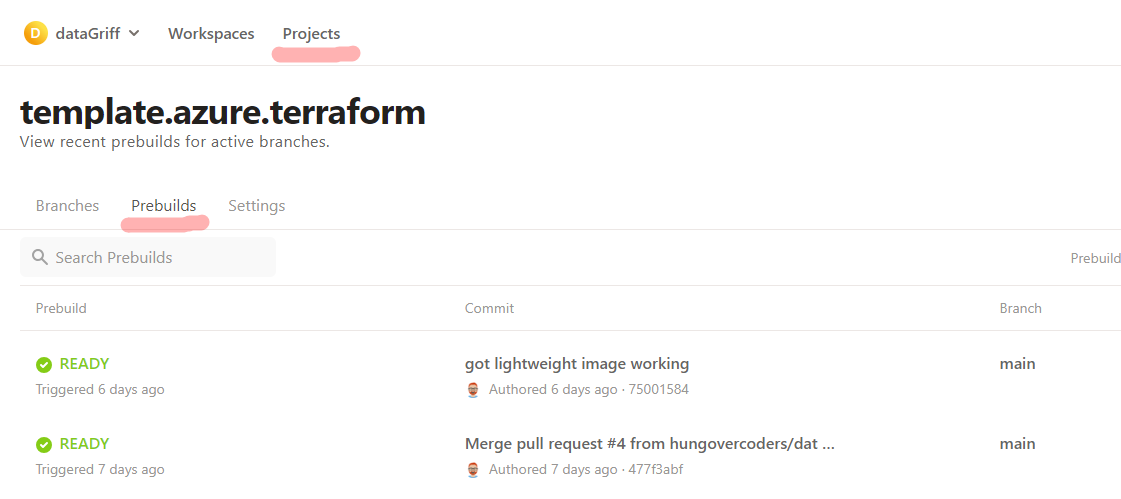 D dataGriff Workspaces Projects
template.azure.terraform
View recent prebuilds for active branches.
Branches Prebuilds Settings
Search Prebuilds Prebuild
Prebuild Commit Branch
READY got lightweight image working main
Triggered 6 days ago Authored 6 days ago · 75001584
READY Merge pull request #4 from hungovercoders/dat ... main
Triggered 7 days ago Authored 7 days ago · 477f3abf